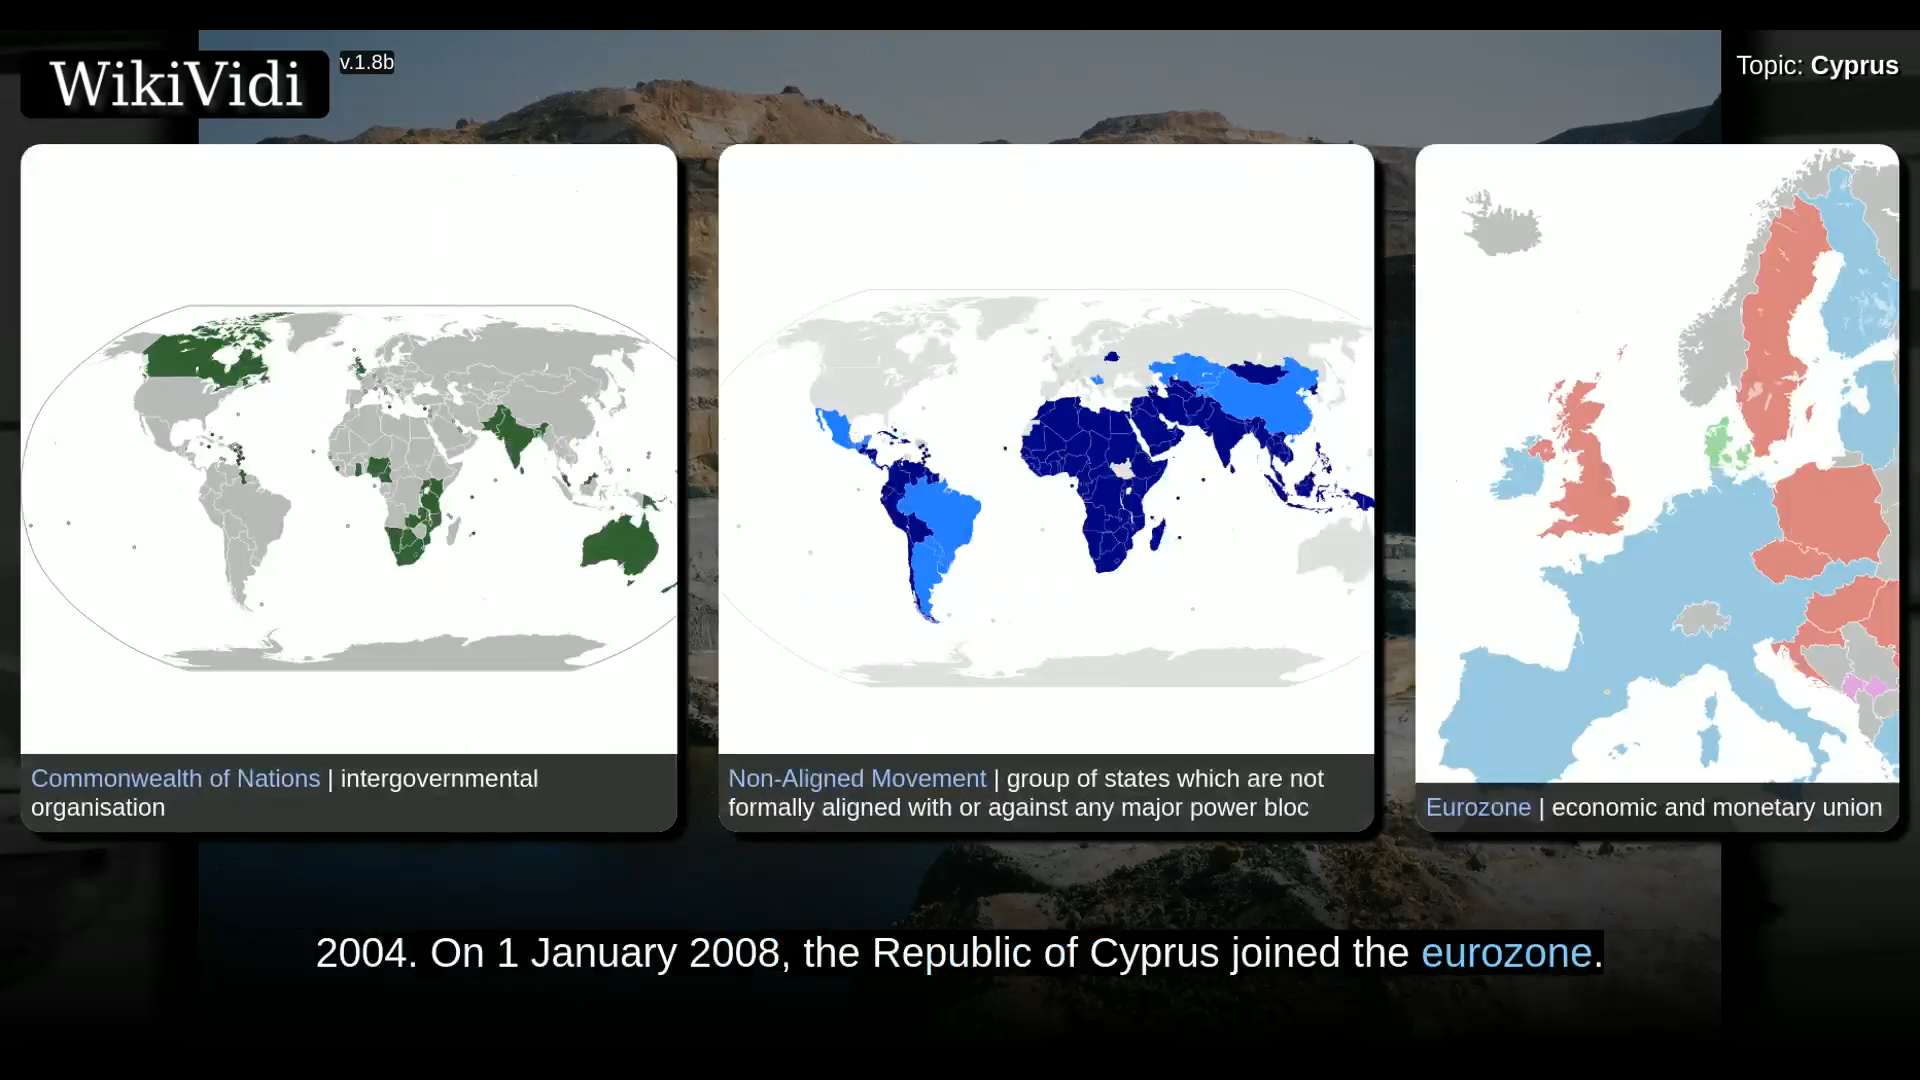 WikiVidi
v.1.8b
Topic: Cyprus
Commonwealth of Nations | intergovernmental
organisation
Non-Aligned Movement | group of states which are not
formally aligned with or against any major power bloc
Eurozone | economic and monetary union
2004. On 1 January 2008, the Republic of Cyprus joined the eurozone.